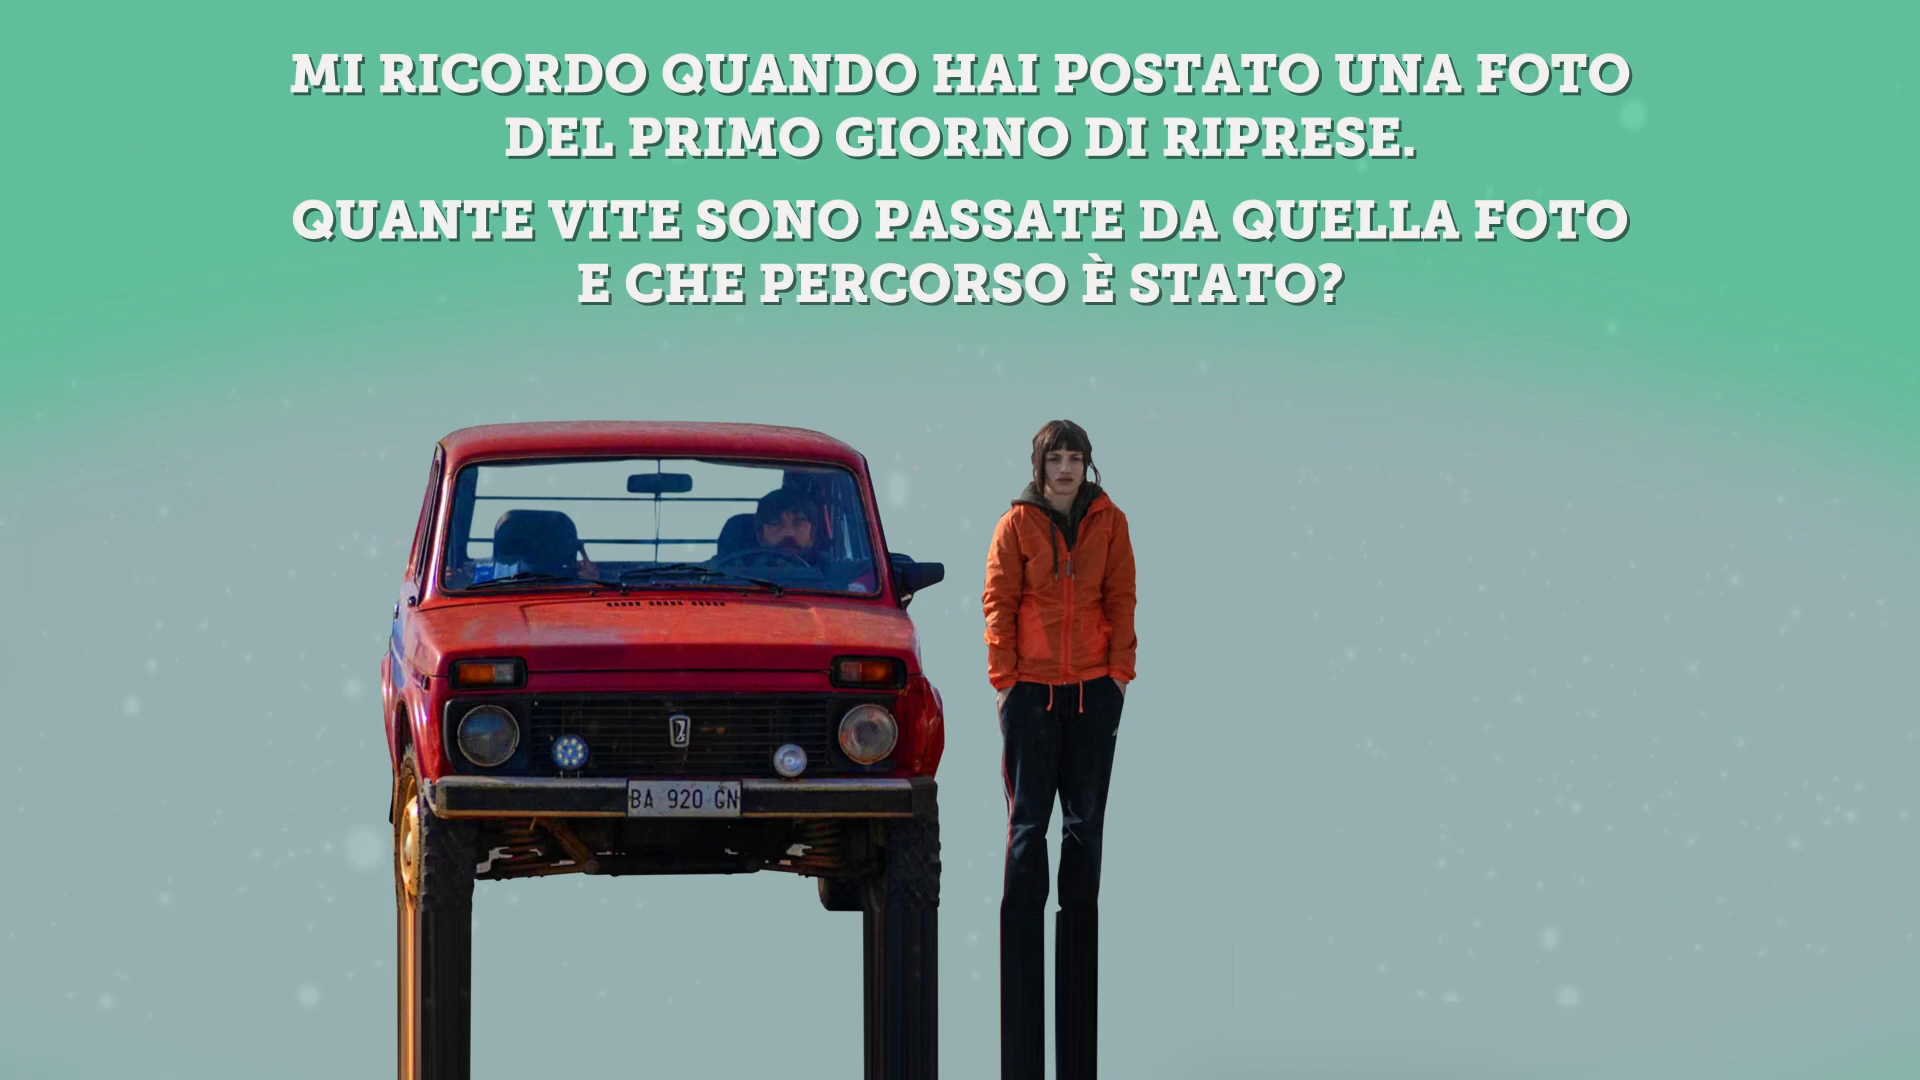 MI RICORDO QUANDO HAI POSTATO UNA FOTO
DEL PRIMO GIORNO DI RIPRESE.
QUANTE VITE SONO PASSATE DA QUELLA FOTO
E CHE PERCORSO È STATO?
BA 920 GN